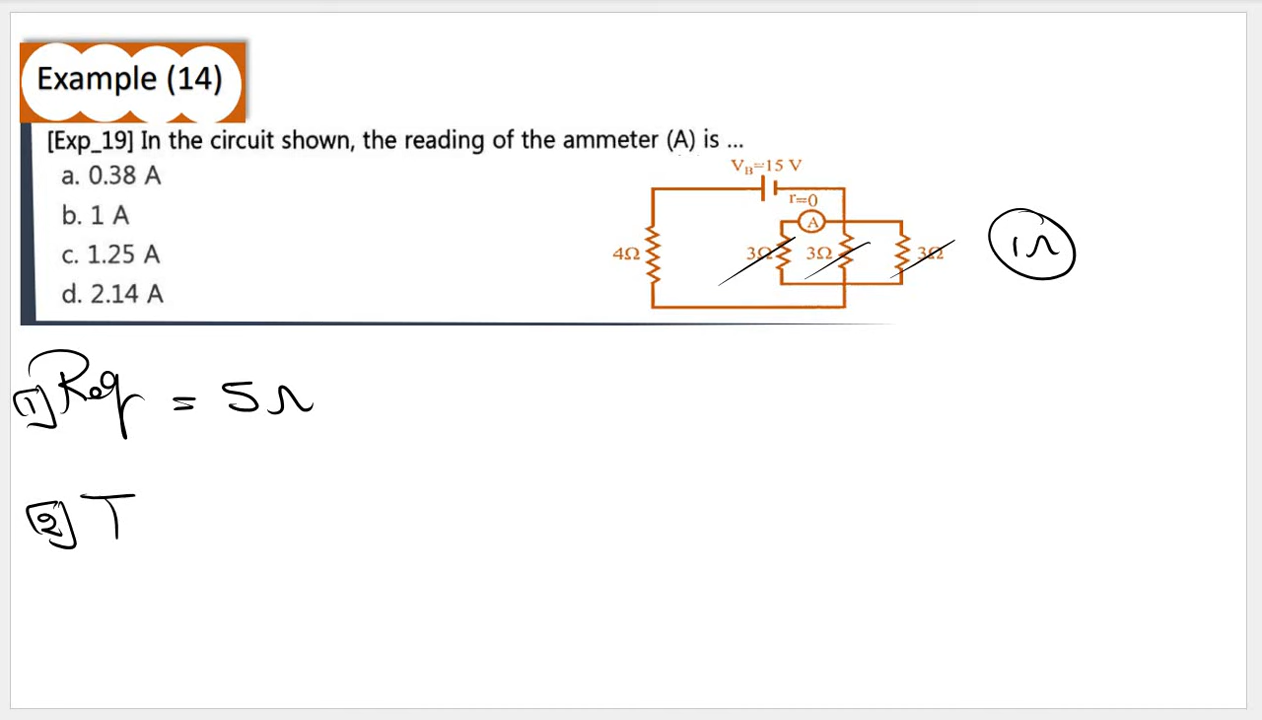 Example (14)
[Exp_19] In the circuit shown, the reading of the ammeter (A) is ...
a. 0.38 A
b. 1 A
c. 1.25 A
d. 2.14 A
V_B=15 V
r=0
A
4Ω
3Ω
3Ω
3Ω
1Ω
1 Req = 5Ω
2 I